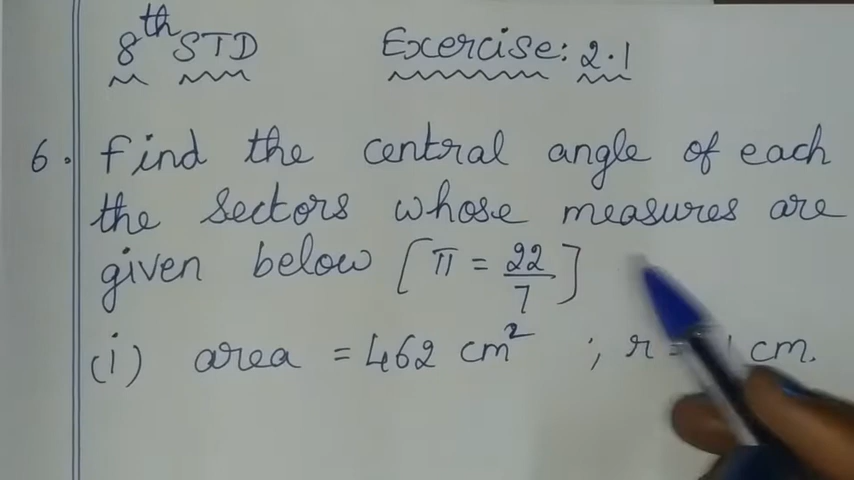 8th STD Exercise: 2.1
6. find the central angle of each
the sectors whose measures are
given below [π = 22/7]
(i) area = 462 cm² ; r = cm.